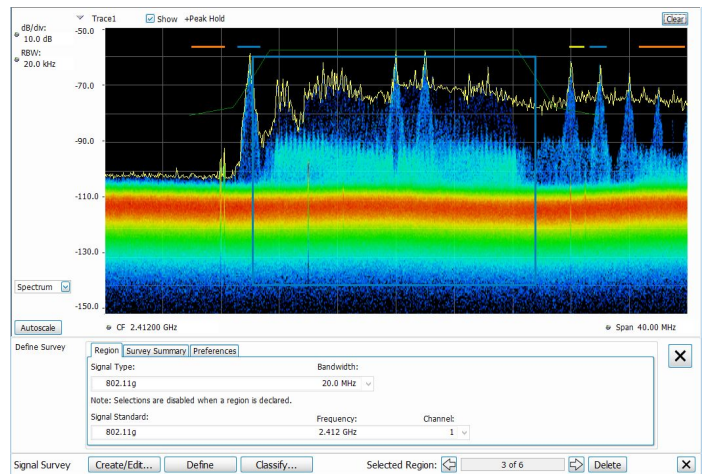 Trace1 Show +Peak Hold Clear
dB/div:
10.0 dB
RBW:
20.0 kHz
-50.0
-70.0
-90.0
-110.0
-130.0
-150.0
Spectrum
Autoscale CF 2.41200 GHz Span 40.00 MHz
Define Survey
Region Survey Summary Preferences
Signal Type: Bandwidth:
802.11g 20.0 MHz
Note: Selections are disabled when a region is declared.
Signal Standard: Frequency: Channel:
802.11g 2.412 GHz 1
Signal Survey Create/Edit... Define Classify... Selected Region: 3 of 6 Delete